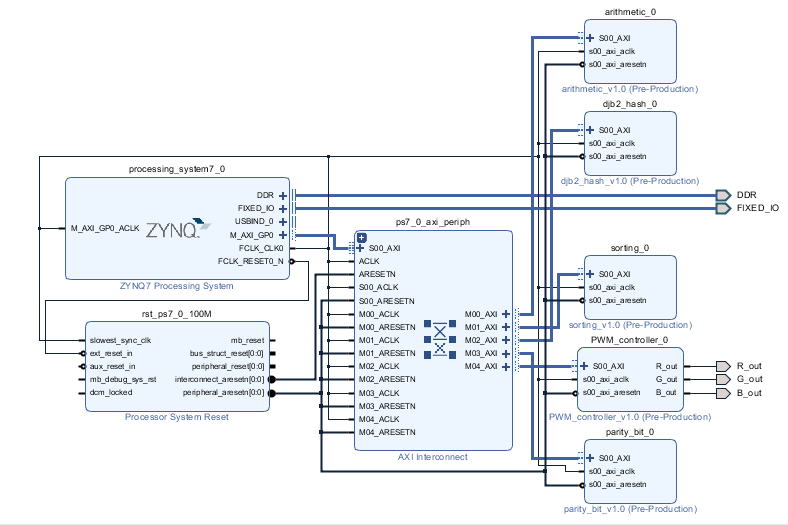 arithmetic_0
S00_AXI
s00_axi_aclk
s00_axi_aresetn
arithmetic_v1.0 (Pre-Production)
djb2_hash_0
S00_AXI
s00_axi_aclk
s00_axi_aresetn
djb2_hash_v1.0 (Pre-Production)
processing_system7_0
M_AXI_GP0_ACLK
ZYNQ
DDR
FIXED_IO
USBIND_0
M_AXI_GP0
FCLK_CLK0
FCLK_RESET0_N
ZYNQ7 Processing System
DDR
FIXED_IO
ps7_0_axi_periph
S00_AXI
ACLK
ARESETN
S00_ACLK
S00_ARESETN
M00_ACLK
M00_ARESETN
M01_ACLK
M01_ARESETN
M02_ACLK
M02_ARESETN
M03_ACLK
M03_ARESETN
M04_ACLK
M04_ARESETN
M00_AXI
M01_AXI
M02_AXI
M03_AXI
M04_AXI
AXI Interconnect
rst_ps7_0_100M
slowest_sync_clk
ext_reset_in
aux_reset_in
mb_debug_sys_rst
dcm_locked
mb_reset
bus_struct_reset[0:0]
peripheral_reset[0:0]
interconnect_aresetn[0:0]
peripheral_aresetn[0:0]
Processor System Reset
sorting_0
S00_AXI
s00_axi_aclk
s00_axi_aresetn
sorting_v1.0 (Pre-Production)
PWM_controller_0
S00_AXI
s00_axi_aclk
s00_axi_aresetn
R_out
G_out
B_out
PWM_controller_v1.0 (Pre-Production)
R_out
G_out
B_out
parity_bit_0
S00_AXI
s00_axi_aclk
s00_axi_aresetn
parity_bit_v1.0 (Pre-Production)